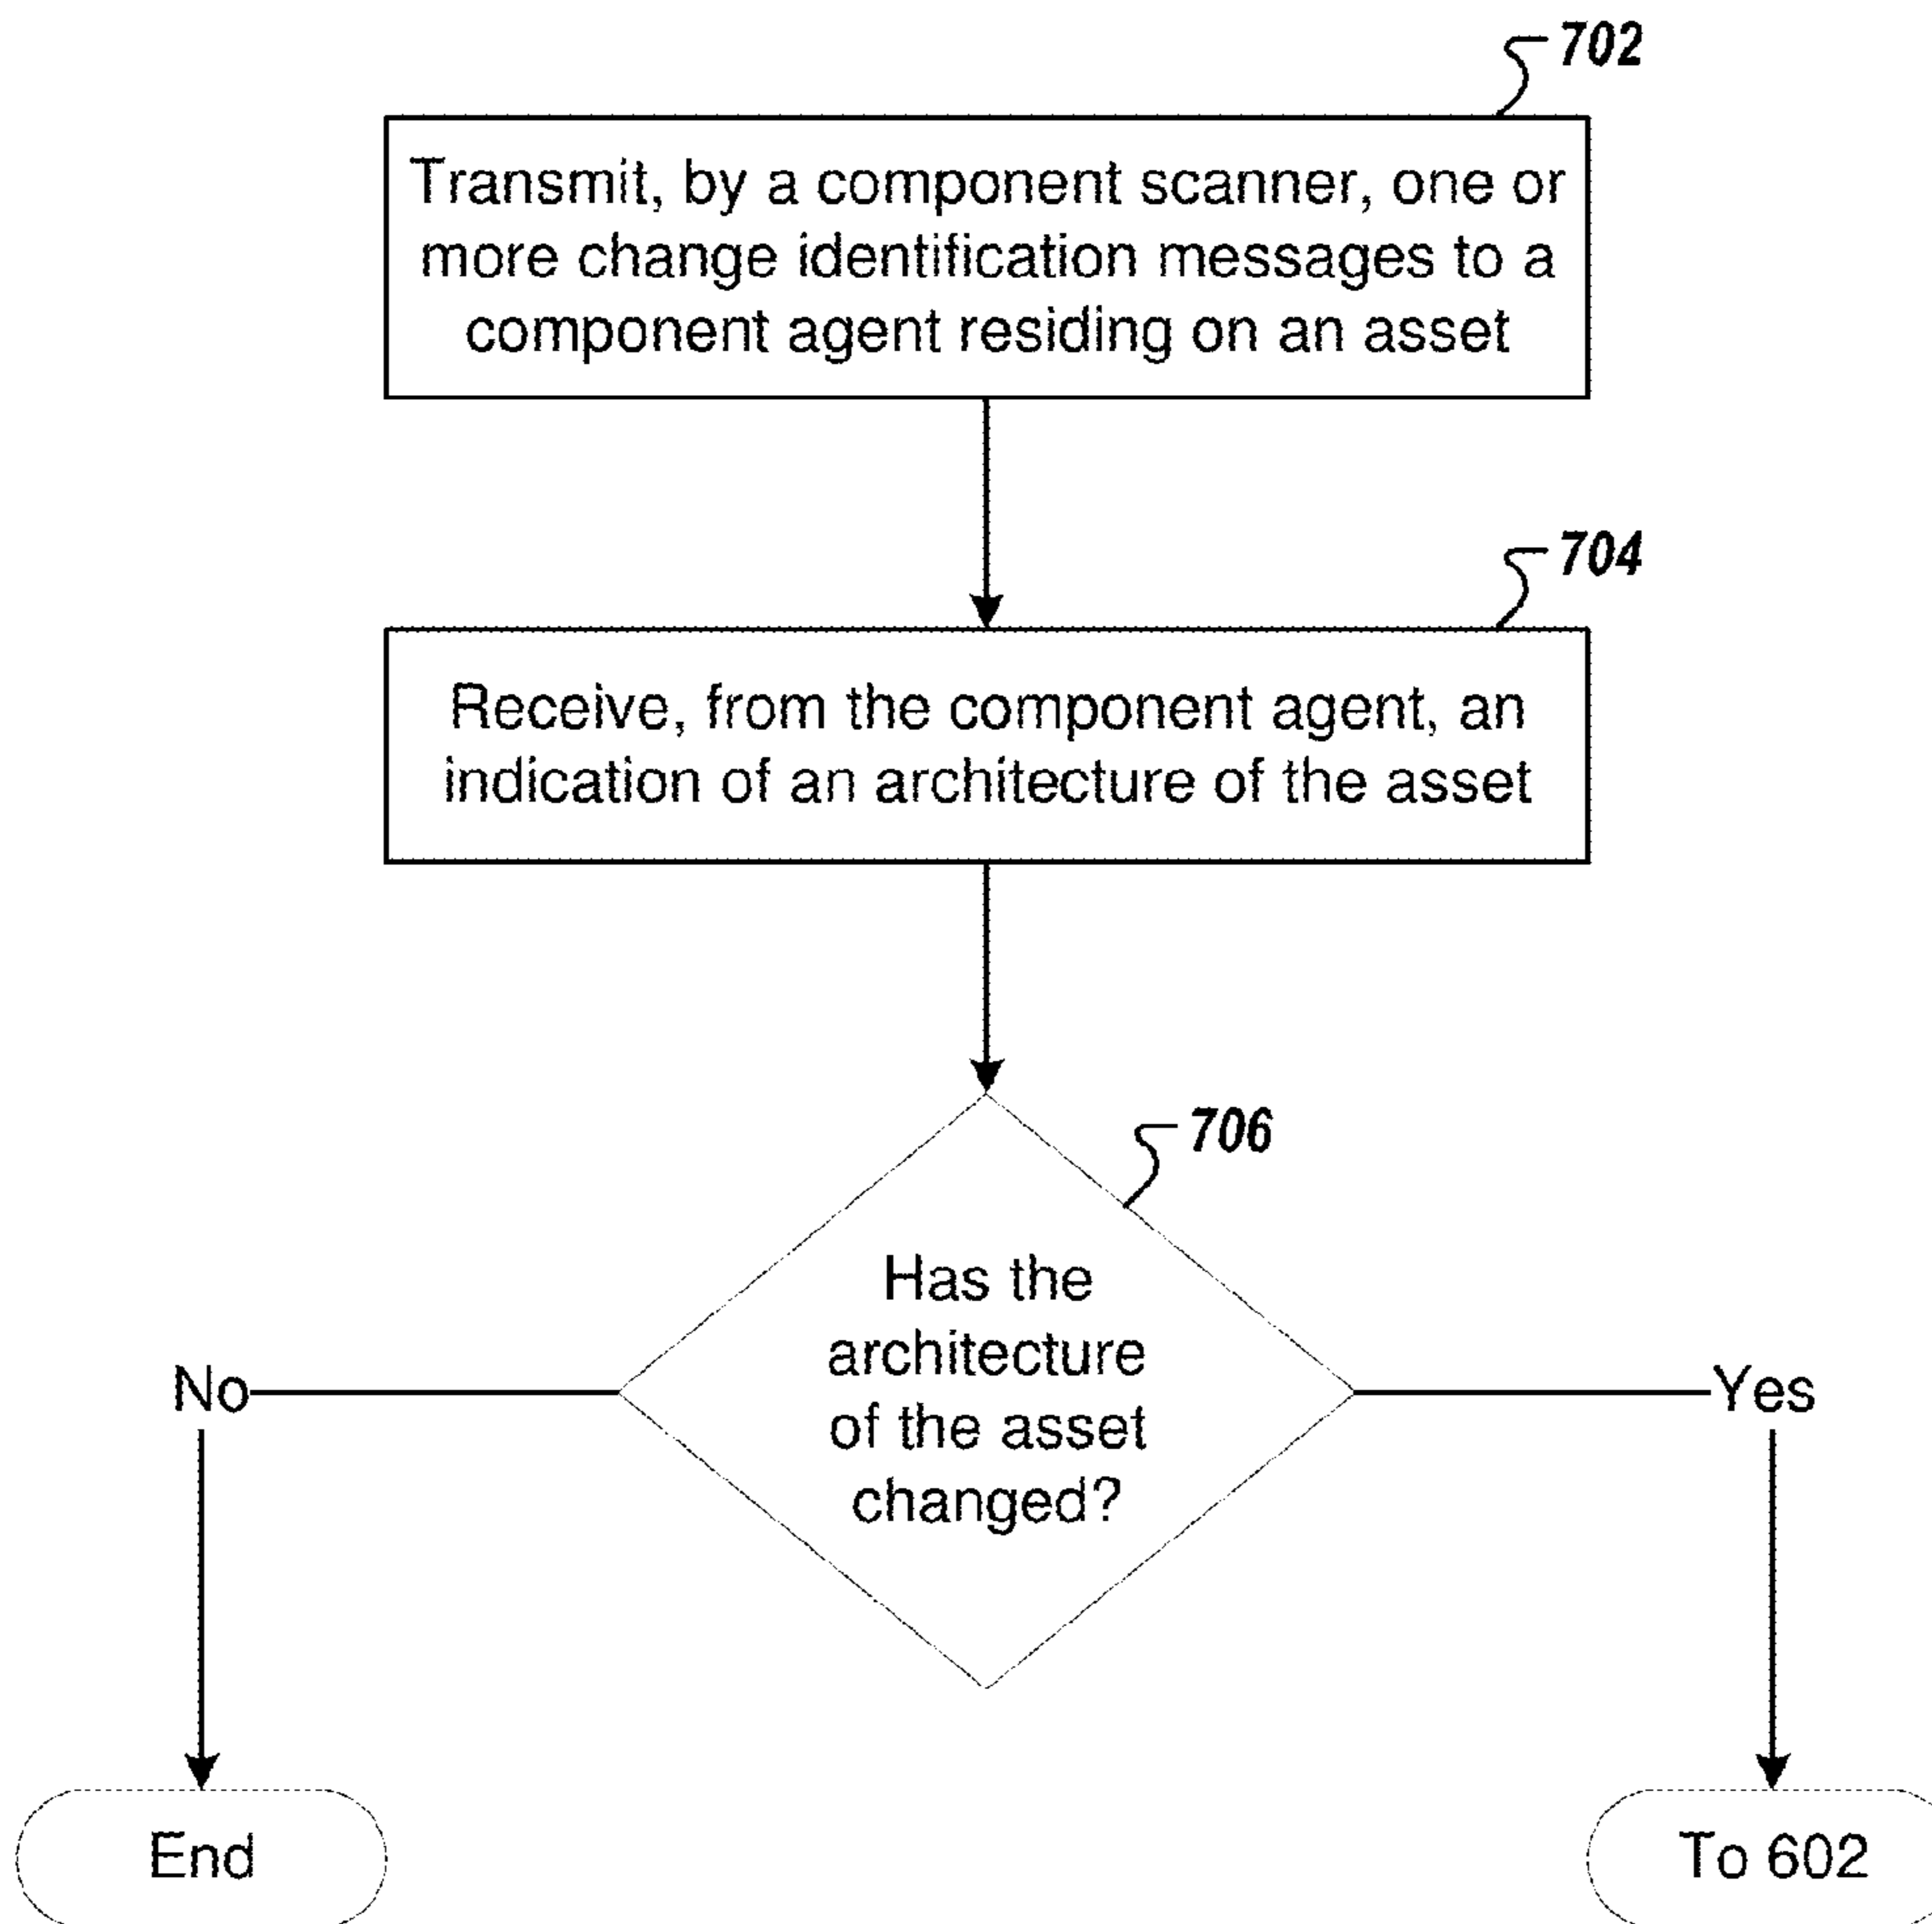 702
Transmit, by a component scanner, one or
more change identification messages to a
component agent residing on an asset
704
Receive, from the component agent, an
indication of an architecture of the asset
706
Has the
architecture
of the asset
changed?
No
Yes
End
To 602